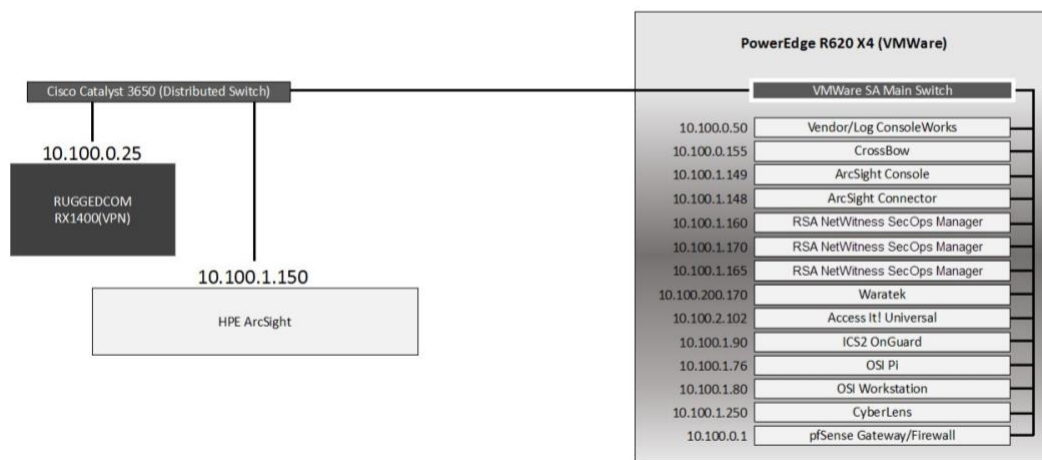 PowerEdge R620 X4 (VMWare)
Cisco Catalyst 3650 (Distributed Switch)
VMWare SA Main Switch
10.100.0.25
RUGGEDCOM
RX1400(VPN)
10.100.1.150
HPE ArcSight
10.100.0.50 Vendor/Log ConsoleWorks
10.100.0.155 CrossBow
10.100.1.149 ArcSight Console
10.100.1.148 ArcSight Connector
10.100.1.160 RSA NetWitness SecOps Manager
10.100.1.170 RSA NetWitness SecOps Manager
10.100.1.165 RSA NetWitness SecOps Manager
10.100.200.170 Waratek
10.100.2.102 Access It! Universal
10.100.1.90 ICS2 OnGuard
10.100.1.76 OSI Pi
10.100.1.80 OSI Workstation
10.100.1.250 CyberLens
10.100.0.1 pfSense Gateway/Firewall